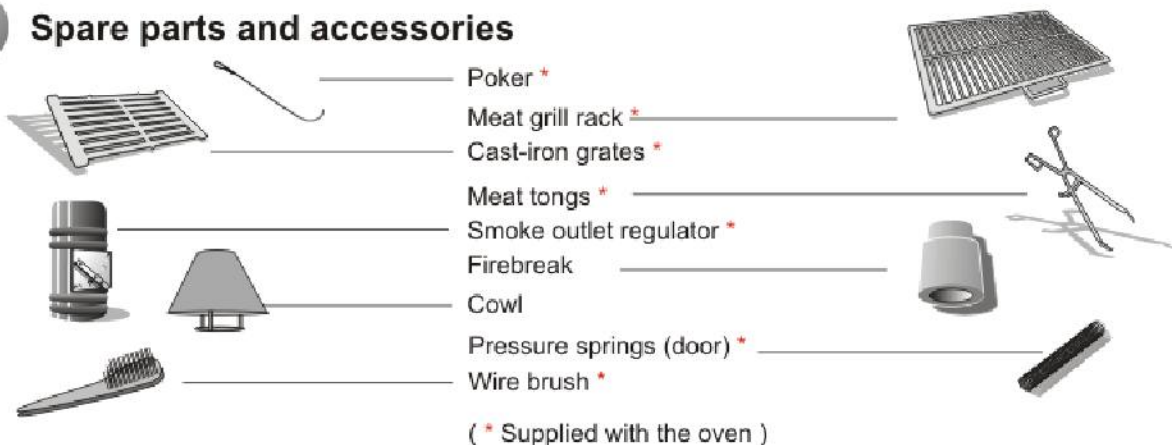 Spare parts and accessories
Poker *
Meat grill rack *
Cast-iron grates *
Meat tongs *
Smoke outlet regulator *
Firebreak
Cowl
Pressure springs (door) *
Wire brush *
( * Supplied with the oven )